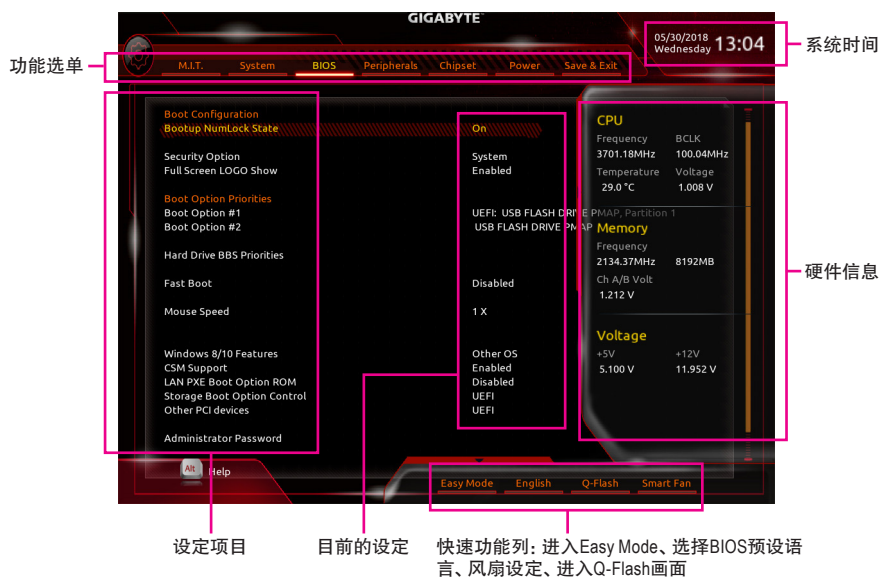 GIGABYTE
05/30/2018
Wednesday 13:04
系统时间
功能选单
M.I.T. System BIOS Peripherals Chipset Power Save & Exit
Boot Configuration
Bootup NumLock State On
Security Option System
Full Screen LOGO Show Enabled
Boot Option Priorities
Boot Option #1 UEFI: USB FLASH DRIVE PMAP, Partition 1
Boot Option #2 USB FLASH DRIVE PMAP
Hard Drive BBS Priorities
Fast Boot Disabled
Mouse Speed 1 X
Windows 8/10 Features Other OS
CSM Support Enabled
LAN PXE Boot Option ROM Disabled
Storage Boot Option Control UEFI
Other PCI devices UEFI
Administrator Password
CPU
Frequency BCLK
3701.18MHz 100.04MHz
Temperature Voltage
29.0 °C 1.008 V
Memory
Frequency
2134.37MHz 8192MB
Ch A/B Volt
1.212 V
Voltage
+5V +12V
5.100 V 11.952 V
硬件信息
Alt Help
Easy Mode English Q-Flash Smart Fan
设定项目
目前的设定
快速功能列: 进入Easy Mode、选择BIOS预设语
言、风扇设定、进入Q-Flash画面